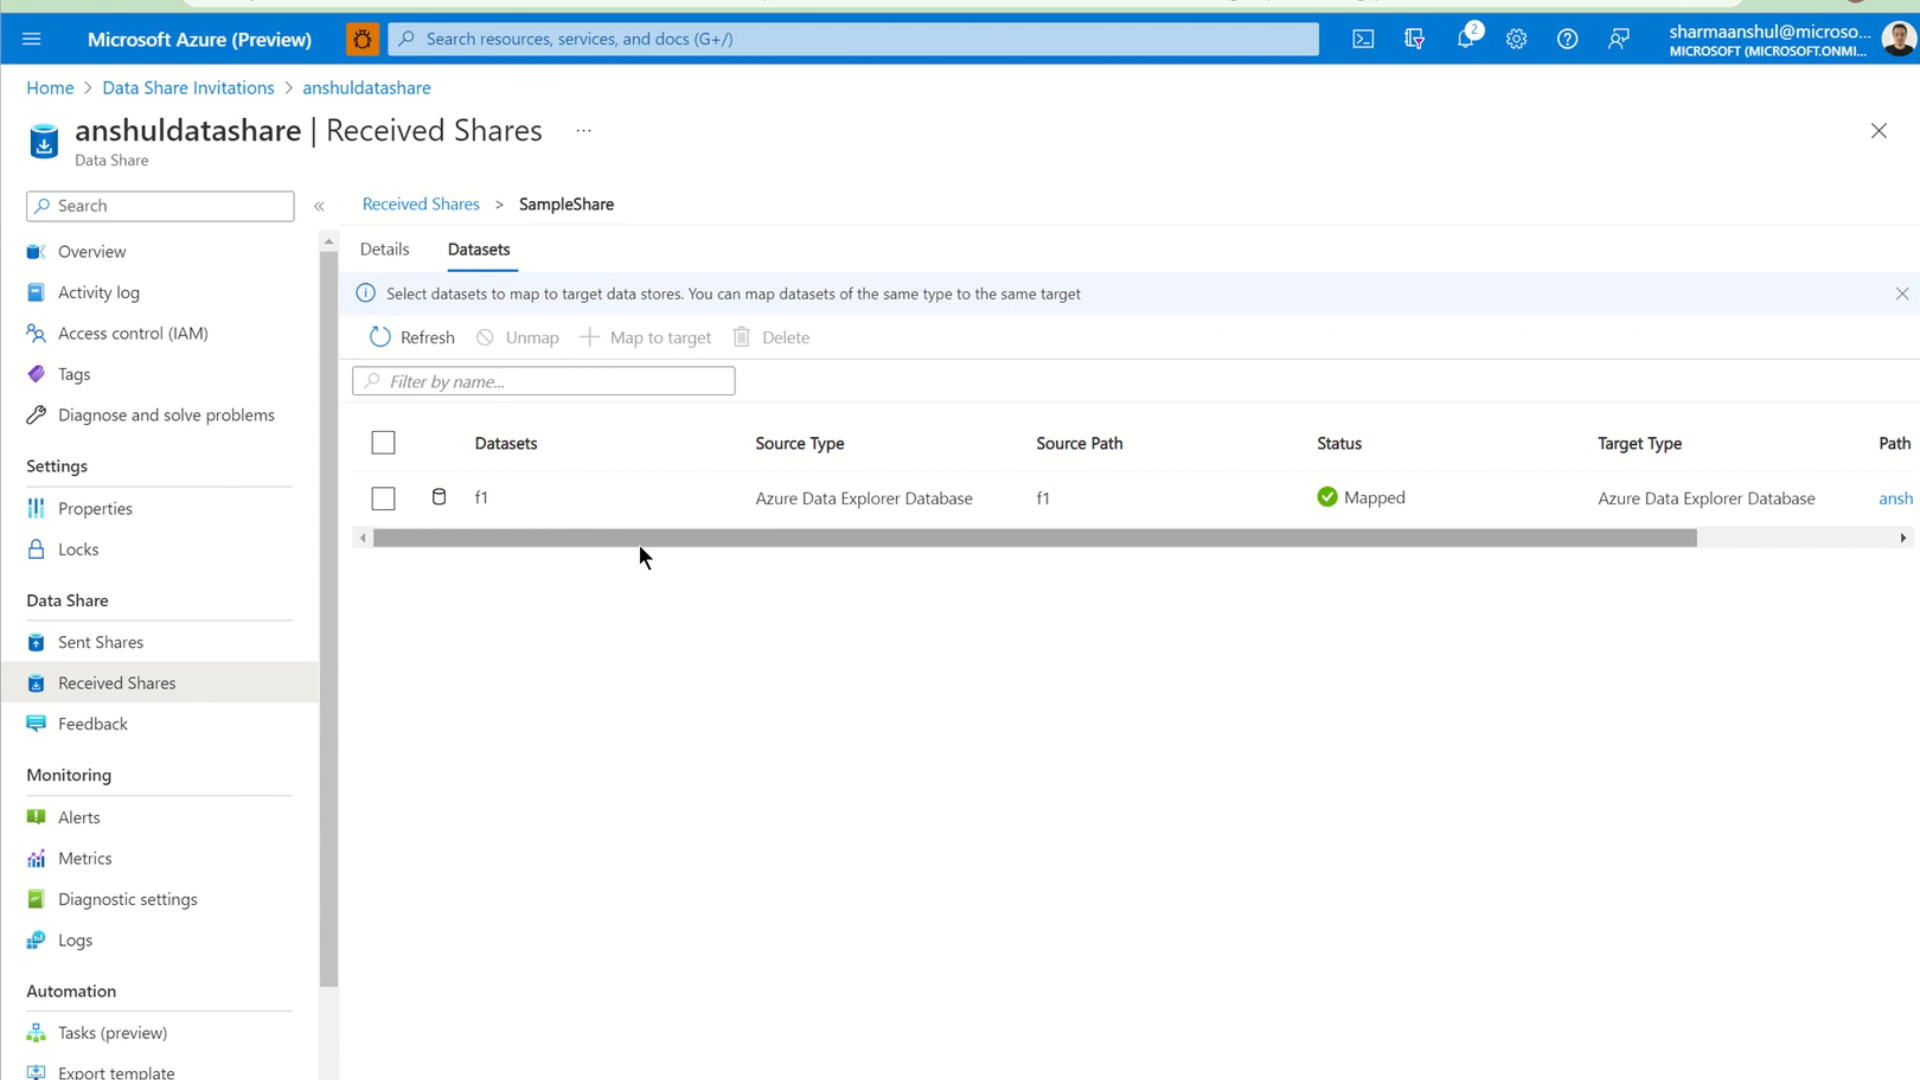 Microsoft Azure (Preview)
Search resources, services, and docs (G+/)
2
sharmaanshul@microso...
MICROSOFT (MICROSOFT.ONMI...
Home > Data Share Invitations > anshuldatashare
anshuldatashare | Received Shares ...
Data Share
Search
«
Overview
Activity log
Access control (IAM)
Tags
Diagnose and solve problems
Settings
Properties
Locks
Data Share
Sent Shares
Received Shares
Feedback
Monitoring
Alerts
Metrics
Diagnostic settings
Logs
Automation
Tasks (preview)
Export template
Received Shares > SampleShare
Details Datasets
Select datasets to map to target data stores. You can map datasets of the same type to the same target
Refresh Unmap Map to target Delete
Filter by name...
Datasets Source Type Source Path Status Target Type Path
f1 Azure Data Explorer Database f1 Mapped Azure Data Explorer Database ansh